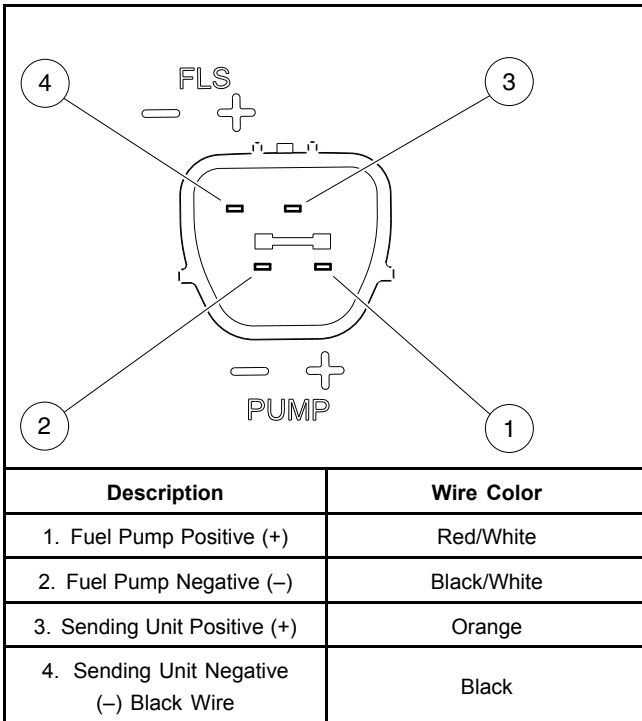 4 FLS 3
– +
– +
2 PUMP 1
Description Wire Color
1. Fuel Pump Positive (+) Red/White
2. Fuel Pump Negative (–) Black/White
3. Sending Unit Positive (+) Orange
4. Sending Unit Negative
(–) Black Wire Black